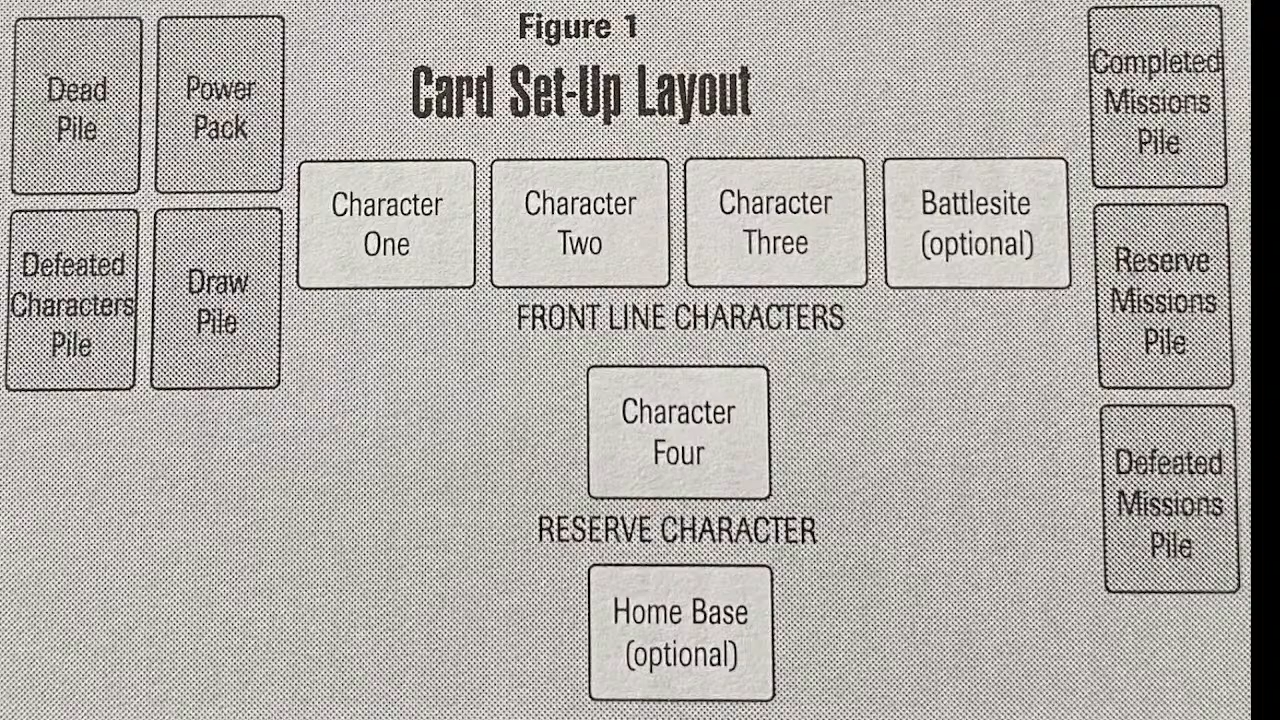 Figure 1
Card Set-Up Layout
Dead
Pile
Power
Pack
Defeated
Characters
Pile
Draw
Pile
Character
One
Character
Two
Character
Three
Battlesite
(optional)
FRONT LINE CHARACTERS
Character
Four
RESERVE CHARACTER
Home Base
(optional)
Completed
Missions
Pile
Reserve
Missions
Pile
Defeated
Missions
Pile